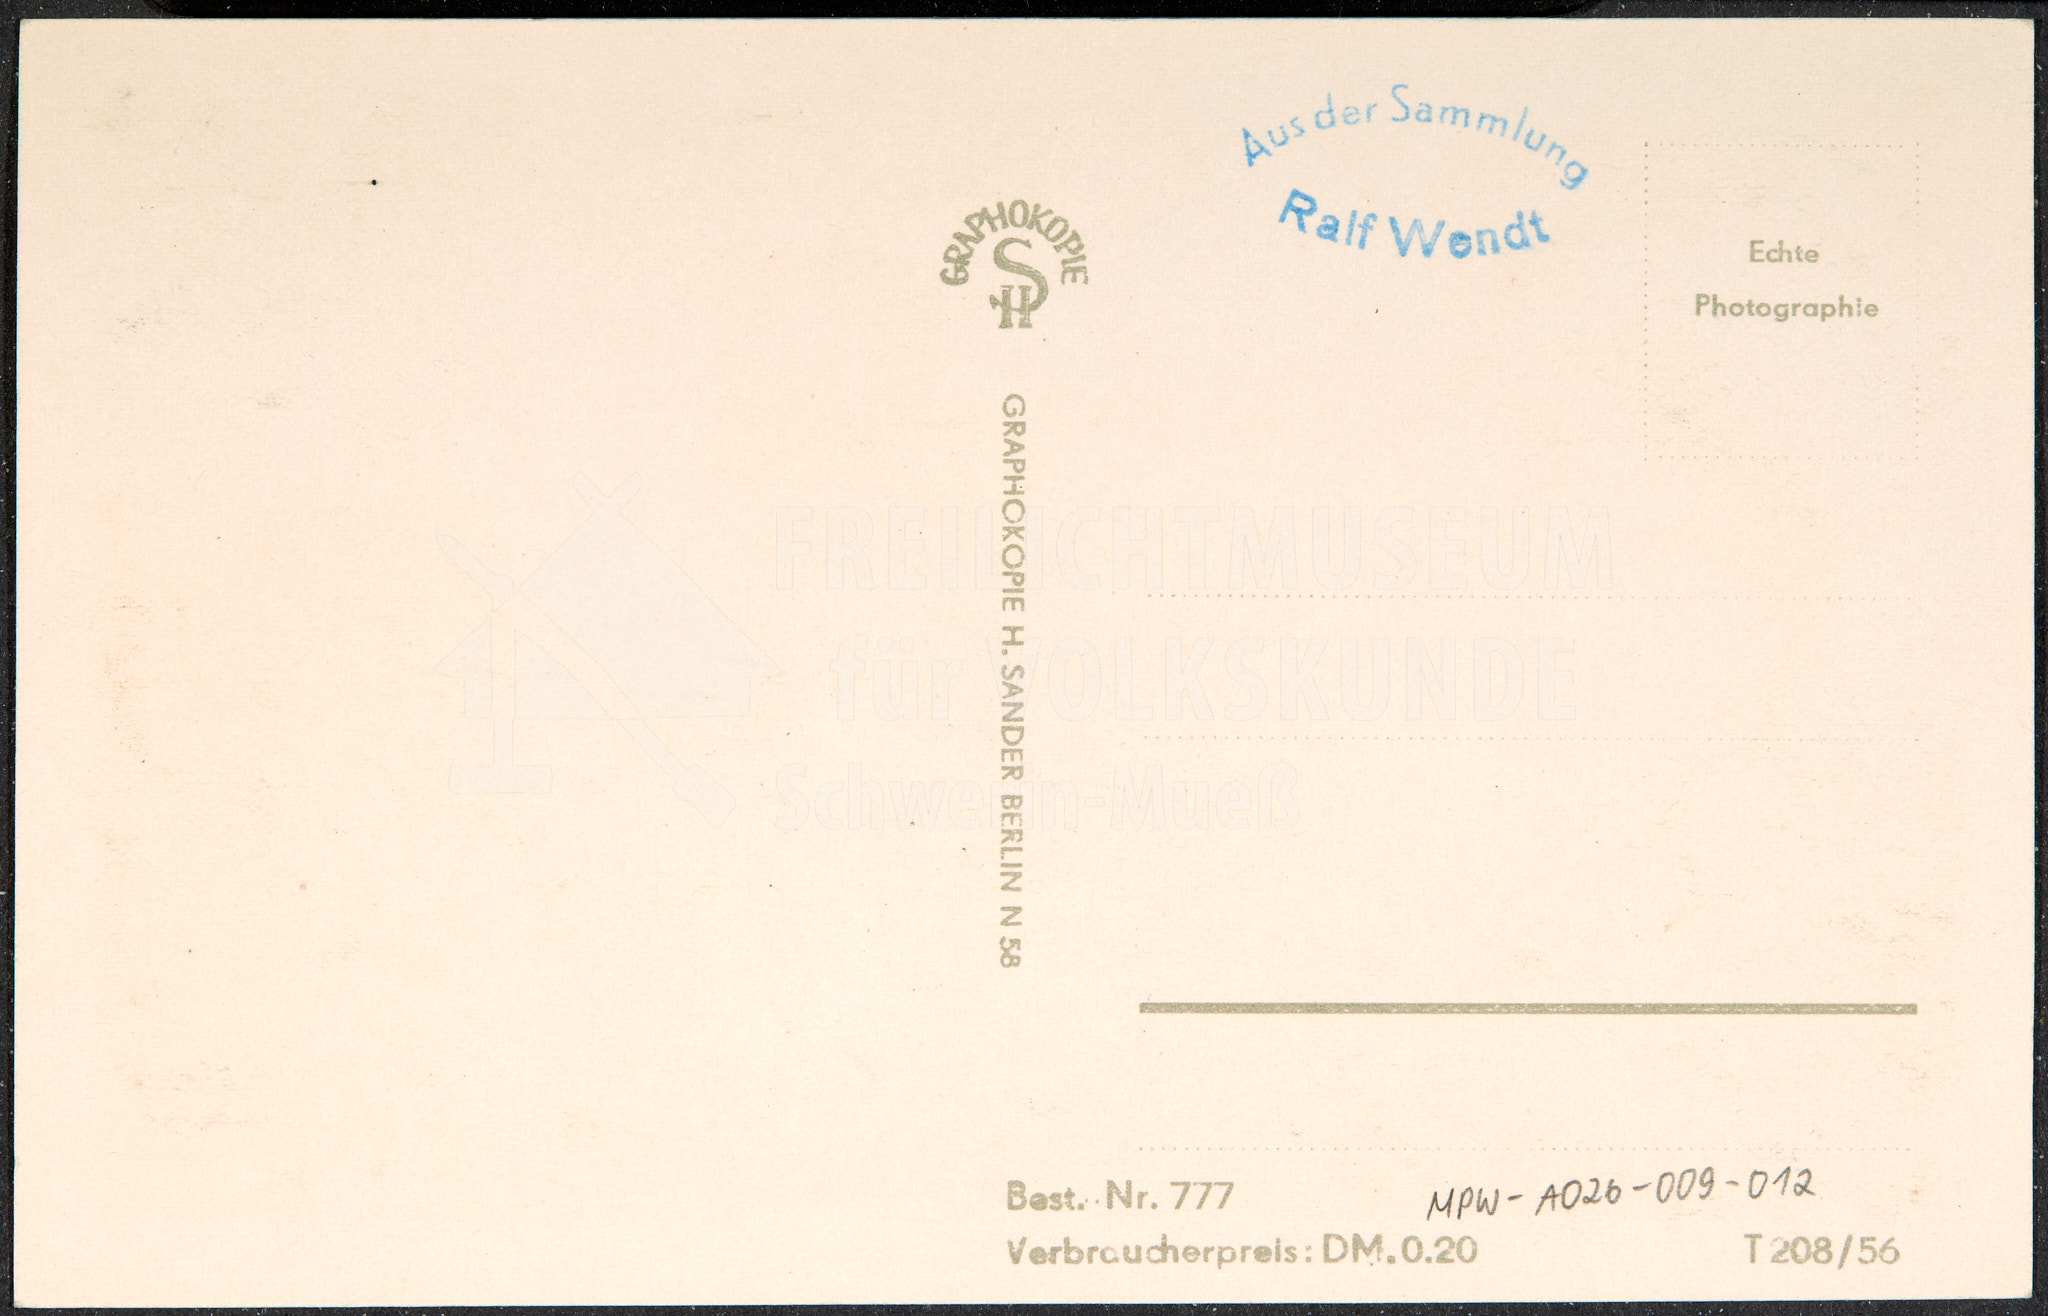 Aus der Sammlung
Ralf Wendt
GRAPHOKOPIE
SH
Echte
Photographie
GRAPHOKOPIE H. SANDER BERLIN N 58
FREILICHTMUSEUM
für VOLKSKUNDE
Schwerin-Mueß
Best. Nr. 777
MPW-A026-009-012
Verbraucherpreis: DM.0.20
T 208/56